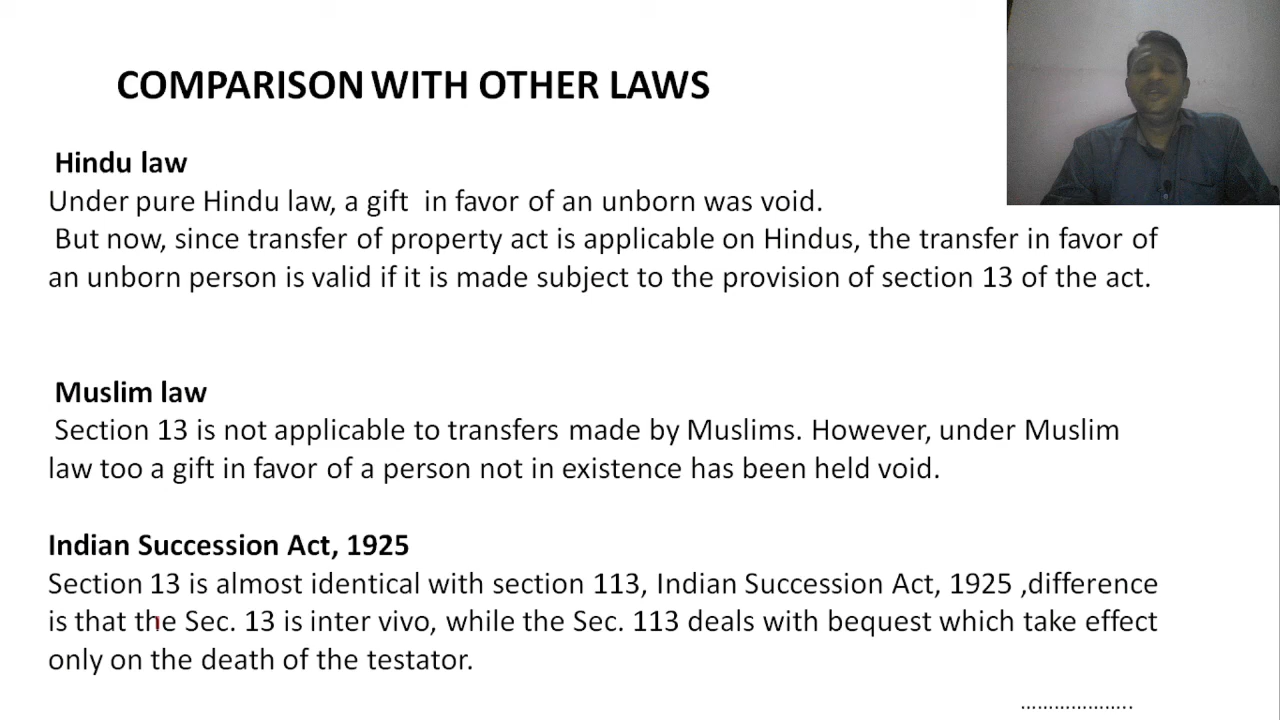 COMPARISON WITH OTHER LAWS
Hindu law
Under pure Hindu law, a gift in favor of an unborn was void.
But now, since transfer of property act is applicable on Hindus, the transfer in favor of
an unborn person is valid if it is made subject to the provision of section 13 of the act.
Muslim law
Section 13 is not applicable to transfers made by Muslims. However, under Muslim
law too a gift in favor of a person not in existence has been held void.
Indian Succession Act, 1925
Section 13 is almost identical with section 113, Indian Succession Act, 1925 ,difference
is that the Sec. 13 is inter vivo, while the Sec. 113 deals with bequest which take effect
only on the death of the testator.
………………..